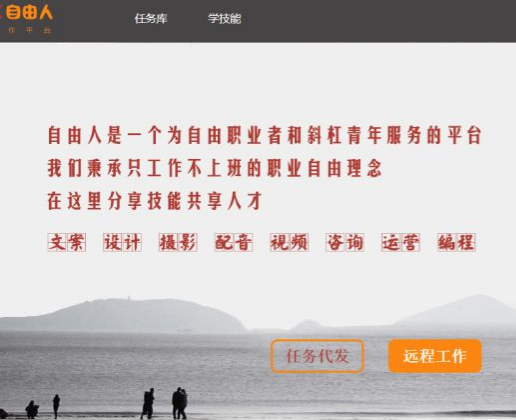 自由人
作平台
任务库 学技能
自由人是一个为自由职业者和斜杠青年服务的平台
我们秉承只工作不上班的职业自由理念
在这里分享技能共享人才
文案 设计 摄影 配音 视频 咨询 运营 编程
任务代发 远程工作